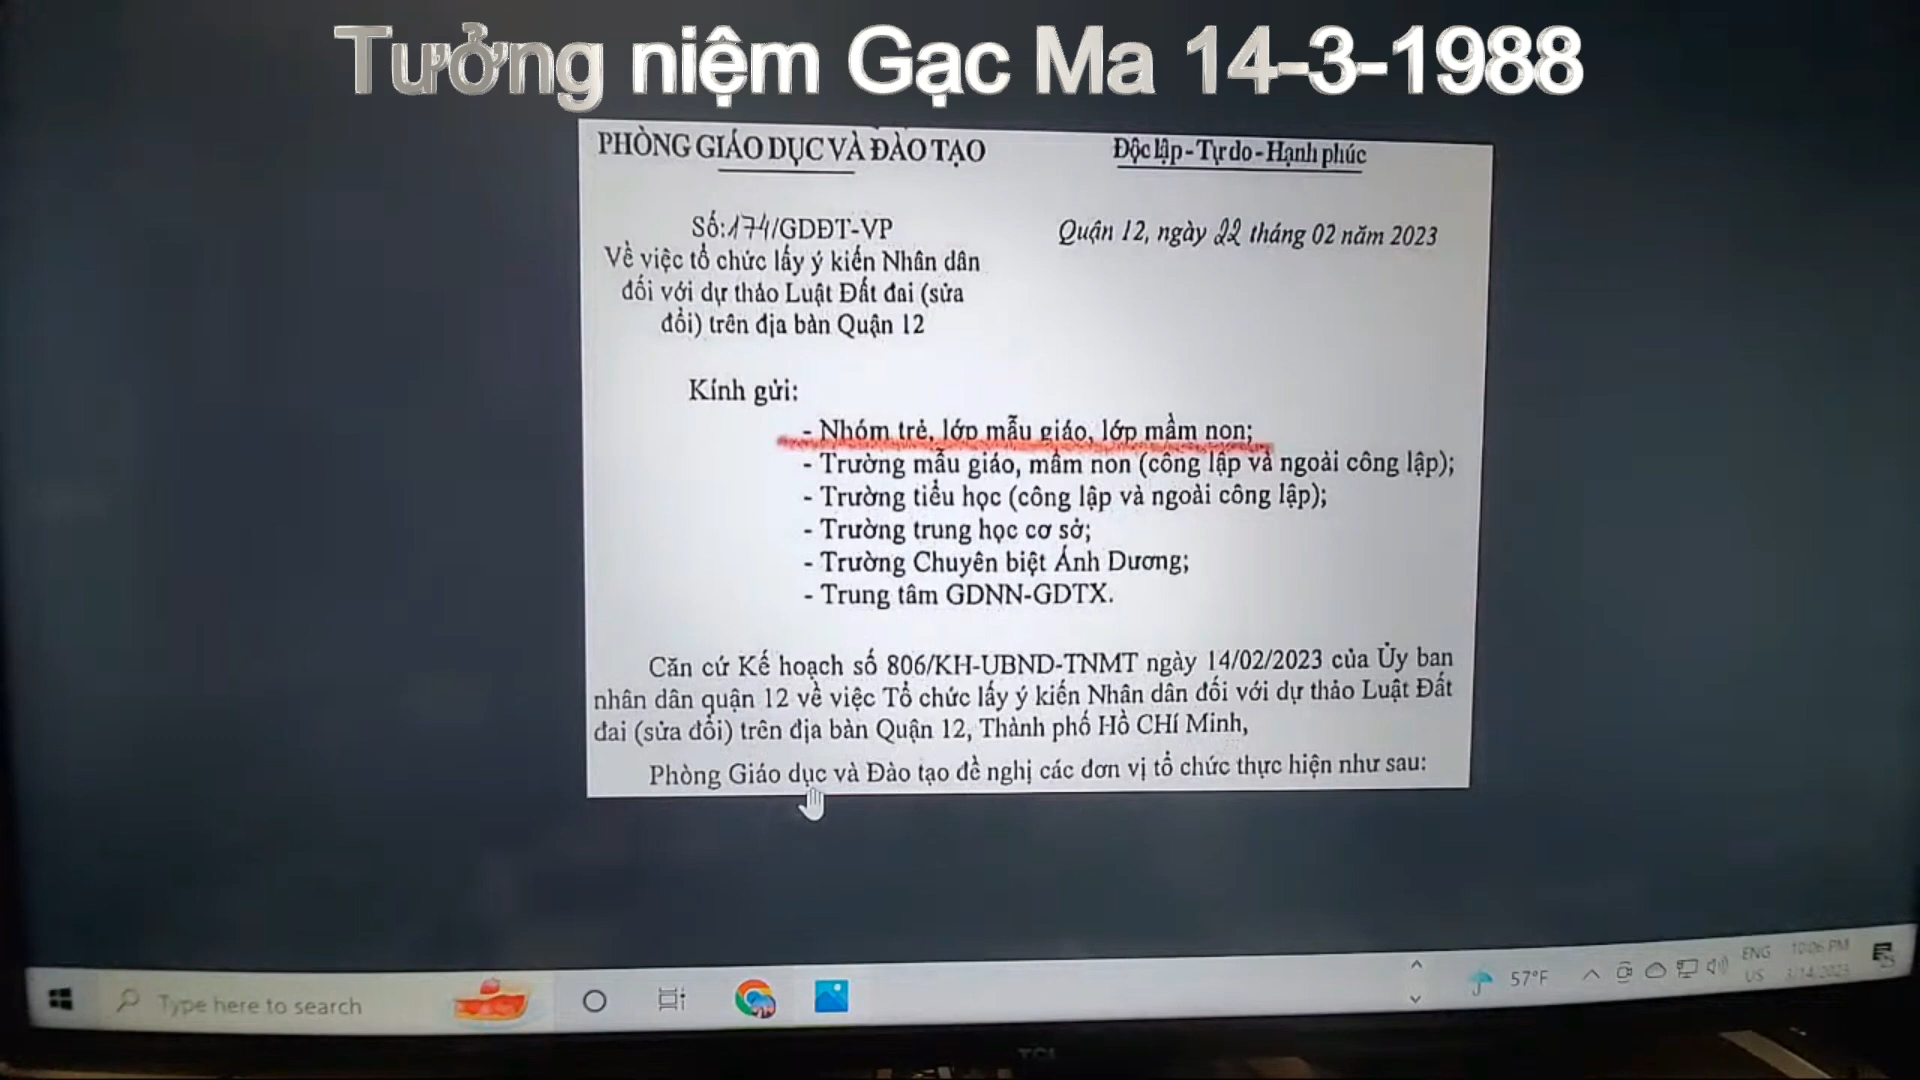 Tưởng niệm Gạc Ma 14-3-1988
PHÒNG GIÁO DỤC VÀ ĐÀO TẠO
Độc lập - Tự do - Hạnh phúc
Số: 174/GDĐT-VP
Quận 12, ngày 22 tháng 02 năm 2023
Về việc tổ chức lấy ý kiến Nhân dân
đối với dự thảo Luật Đất đai (sửa
đổi) trên địa bàn Quận 12
Kính gửi:
- Nhóm trẻ, lớp mẫu giáo, lớp mầm non;
- Trường mẫu giáo, mầm non (công lập và ngoài công lập);
- Trường tiểu học (công lập và ngoài công lập);
- Trường trung học cơ sở;
- Trường Chuyên biệt Ánh Dương;
- Trung tâm GDNN-GDTX.
Căn cứ Kế hoạch số 806/KH-UBND-TNMT ngày 14/02/2023 của Ủy ban
nhân dân quận 12 về việc Tổ chức lấy ý kiến Nhân dân đối với dự thảo Luật Đất
đai (sửa đổi) trên địa bàn Quận 12, Thành phố Hồ CHí Minh,
Phòng Giáo dục và Đào tạo đề nghị các đơn vị tổ chức thực hiện như sau:
Type here to search
57°F
ENG
US
10:06 PM
3/14/2023
TCL